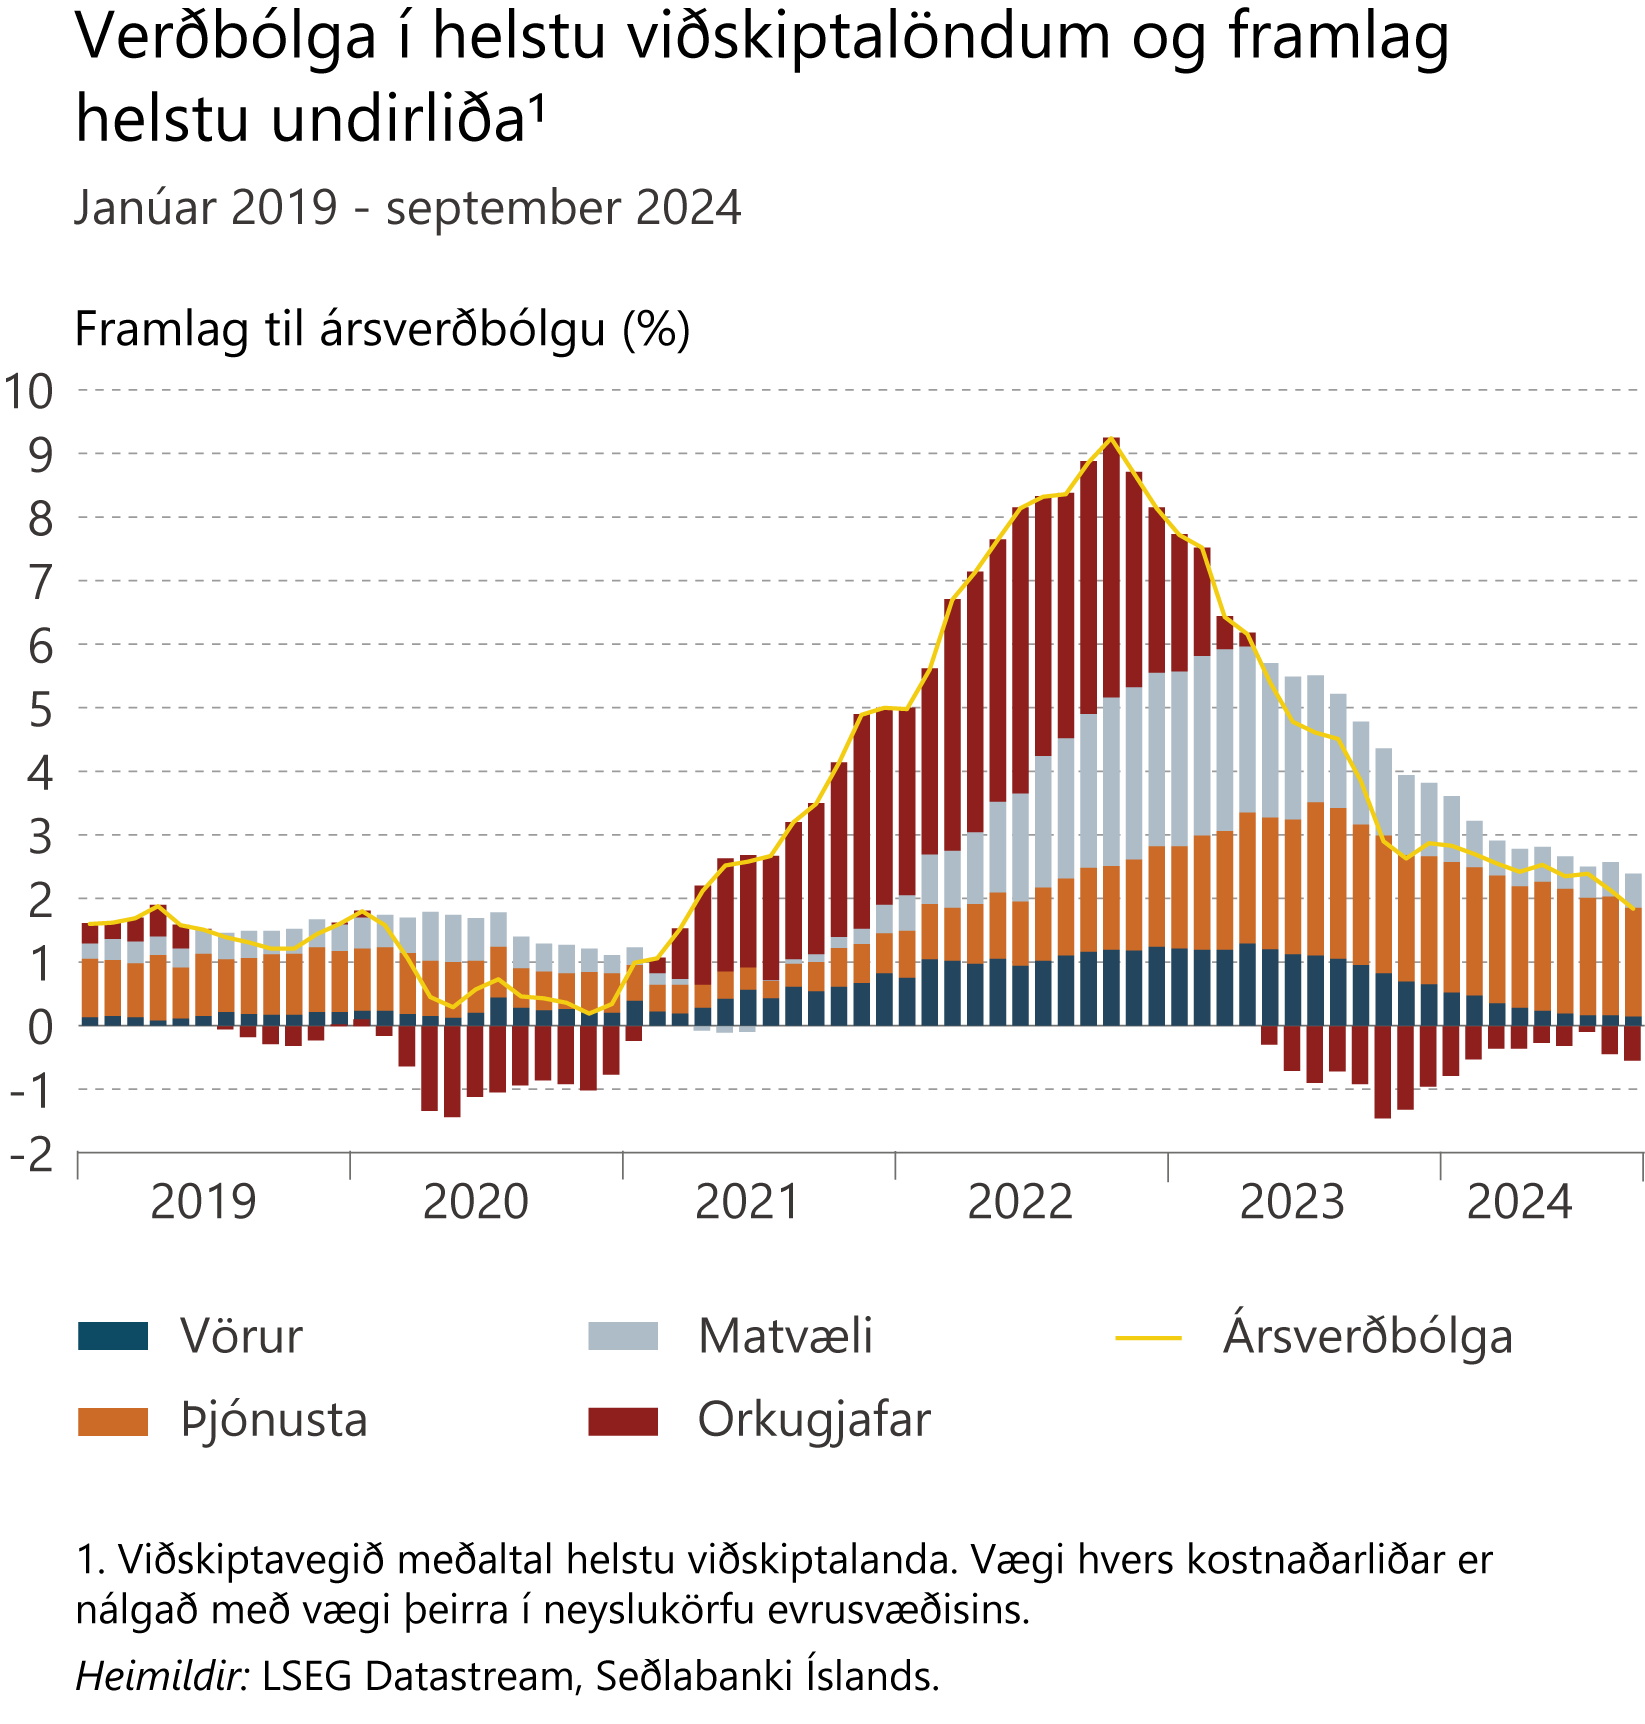 Verðbólga í helstu viðskiptalöndum og framlag
helstu undirliða¹
Janúar 2019 - september 2024
Framlag til ársverðbólgu (%)
10
9
8
7
6
5
4
3
2
1
0
-1
-2
2019 2020 2021 2022 2023 2024
Vörur Matvæli Ársverðbólga
Þjónusta Orkugjafar
1. Viðskiptavegið meðaltal helstu viðskiptalanda. Vægi hvers kostnaðarliðar er
nálgað með vægi þeirra í neyslukörfu evrusvæðisins.
Heimildir: LSEG Datastream, Seðlabanki Íslands.